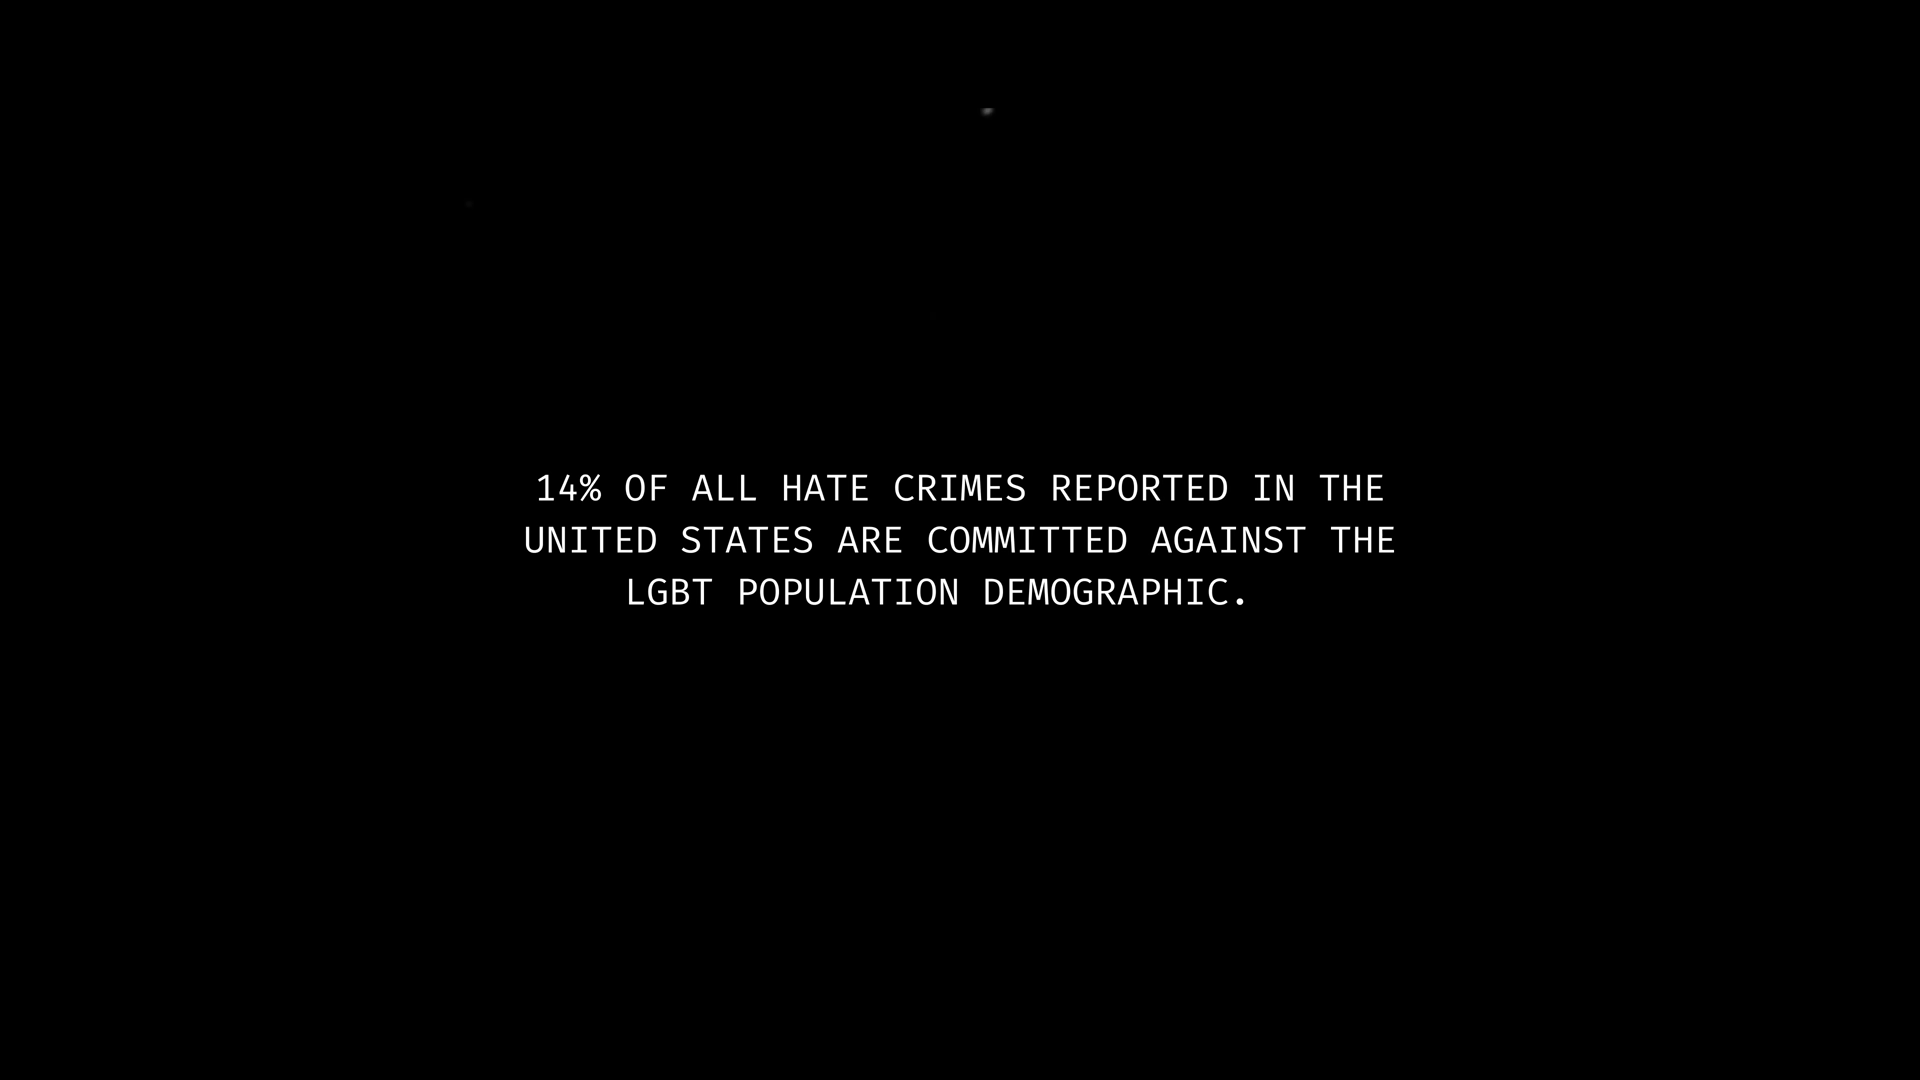 14% OF ALL HATE CRIMES REPORTED IN THE
UNITED STATES ARE COMMITTED AGAINST THE
LGBT POPULATION DEMOGRAPHIC.